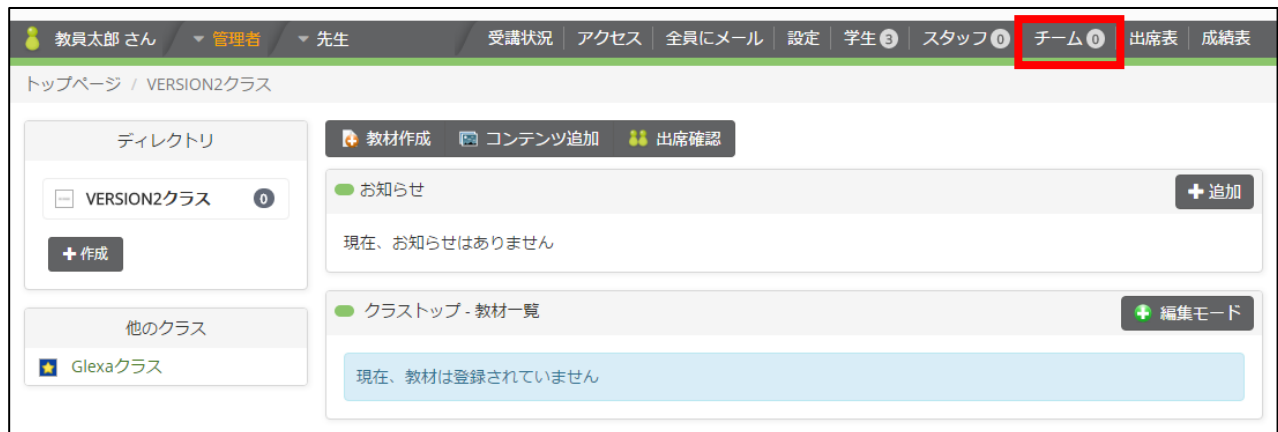 教員太郎 さん 管理者 先生 受講状況 アクセス 全員にメール 設定 学生 3 スタッフ 0 チーム 0 出席表 成績表
トップページ / VERSION2クラス
ディレクトリ
VERSION2クラス 0
作成
他のクラス
Glexaクラス
教材作成 コンテンツ追加 出席確認
お知らせ
追加
現在、お知らせはありません
クラストップ - 教材一覧
編集モード
現在、教材は登録されていません